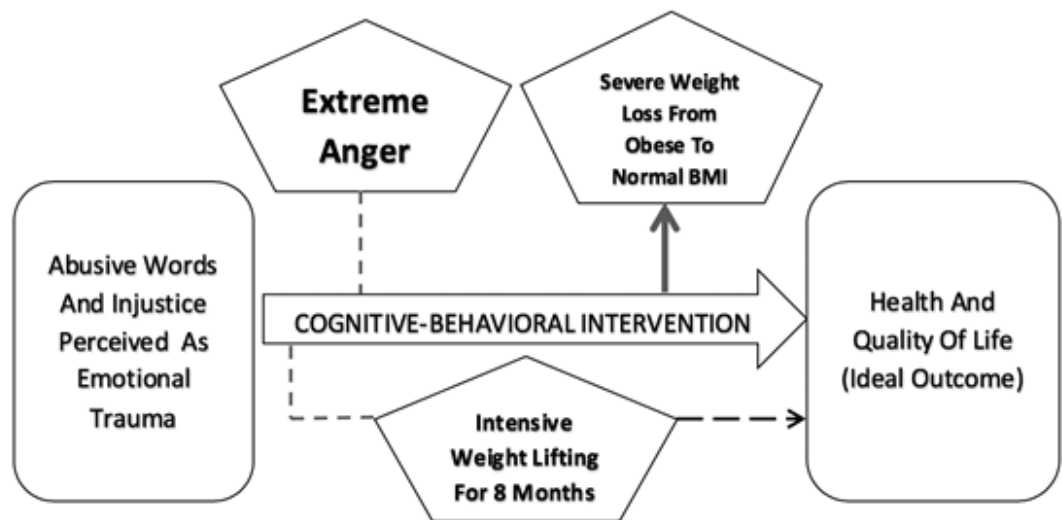 Extreme
Anger
Severe Weight
Loss From
Obese To
Normal BMI
Abusive Words
And Injustice
Perceived As
Emotional
Trauma
COGNITIVE-BEHAVIORAL INTERVENTION
Health And
Quality Of Life
(Ideal Outcome)
Intensive
Weight Lifting
For 8 Months